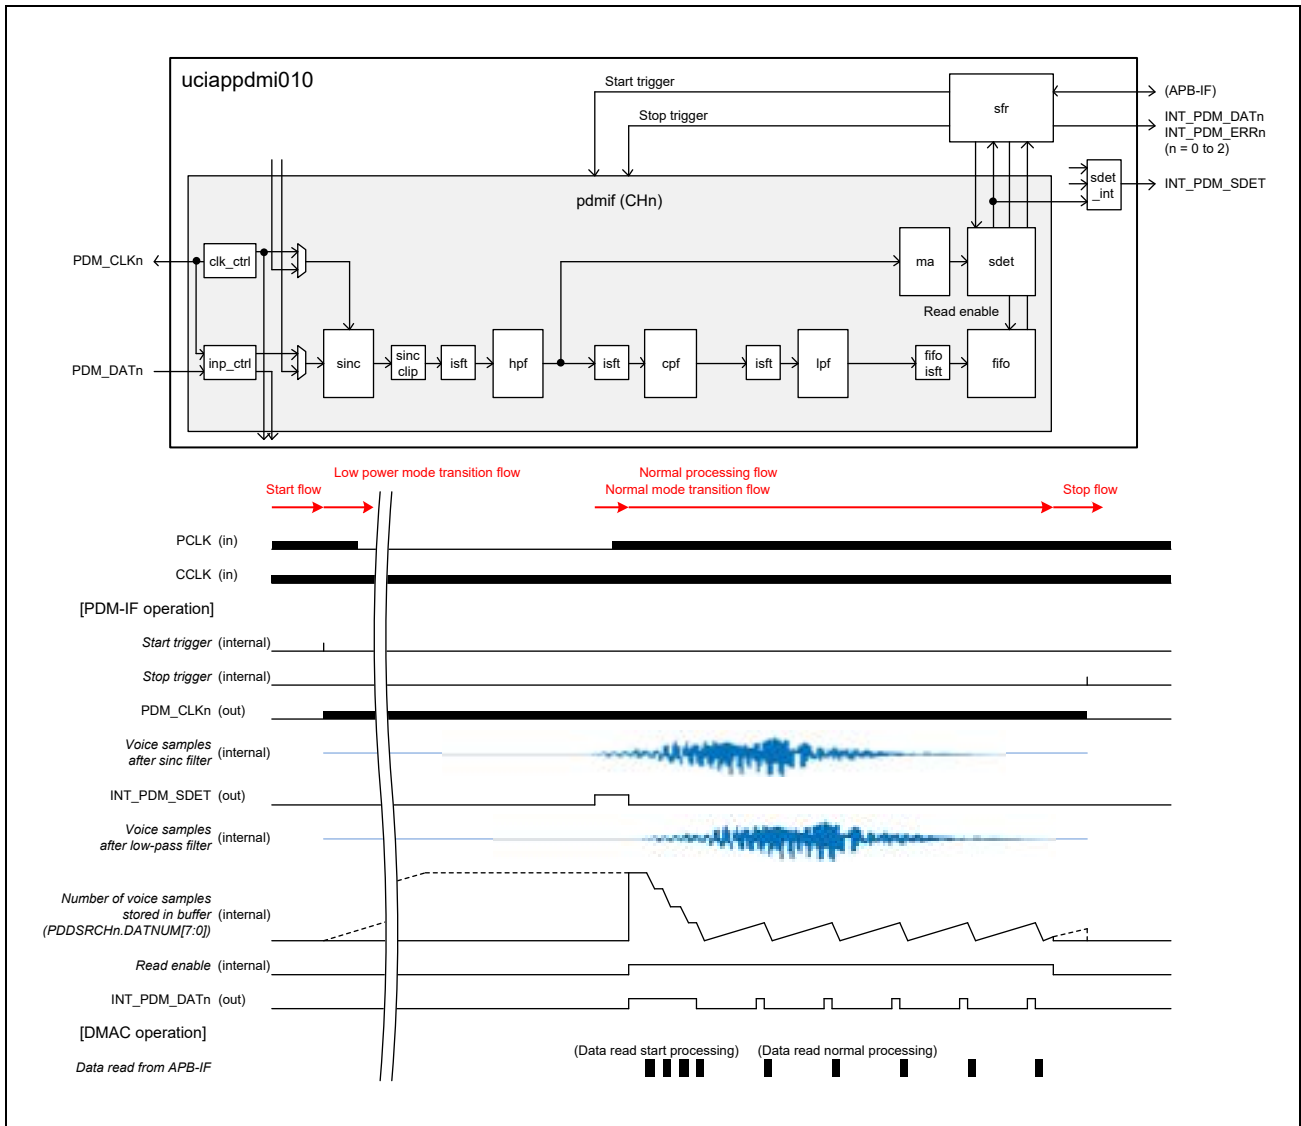 uciappdmi010
Start trigger
Stop trigger
sfr
(APB-IF)
INT_PDM_DATn
INT_PDM_ERRn
(n = 0 to 2)
sdet
_int
INT_PDM_SDET
pdmif (CHn)
PDM_CLKn
clk_ctrl
ma
sdet
Read enable
PDM_DATn
inp_ctrl
sinc
sinc
clip
isft
hpf
isft
cpf
isft
lpf
fifo
isft
fifo
Low power mode transition flow
Normal processing flow
Start flow
Normal mode transition flow
Stop flow
PCLK (in)
CCLK (in)
[PDM-IF operation]
Start trigger (internal)
Stop trigger (internal)
PDM_CLKn (out)
Voice samples
after sinc filter (internal)
INT_PDM_SDET (out)
Voice samples
after low-pass filter (internal)
Number of voice samples
stored in buffer (internal)
(PDDSRCHn.DATNUM[7:0])
Read enable (internal)
INT_PDM_DATn (out)
[DMAC operation]
(Data read start processing) (Data read normal processing)
Data read from APB-IF